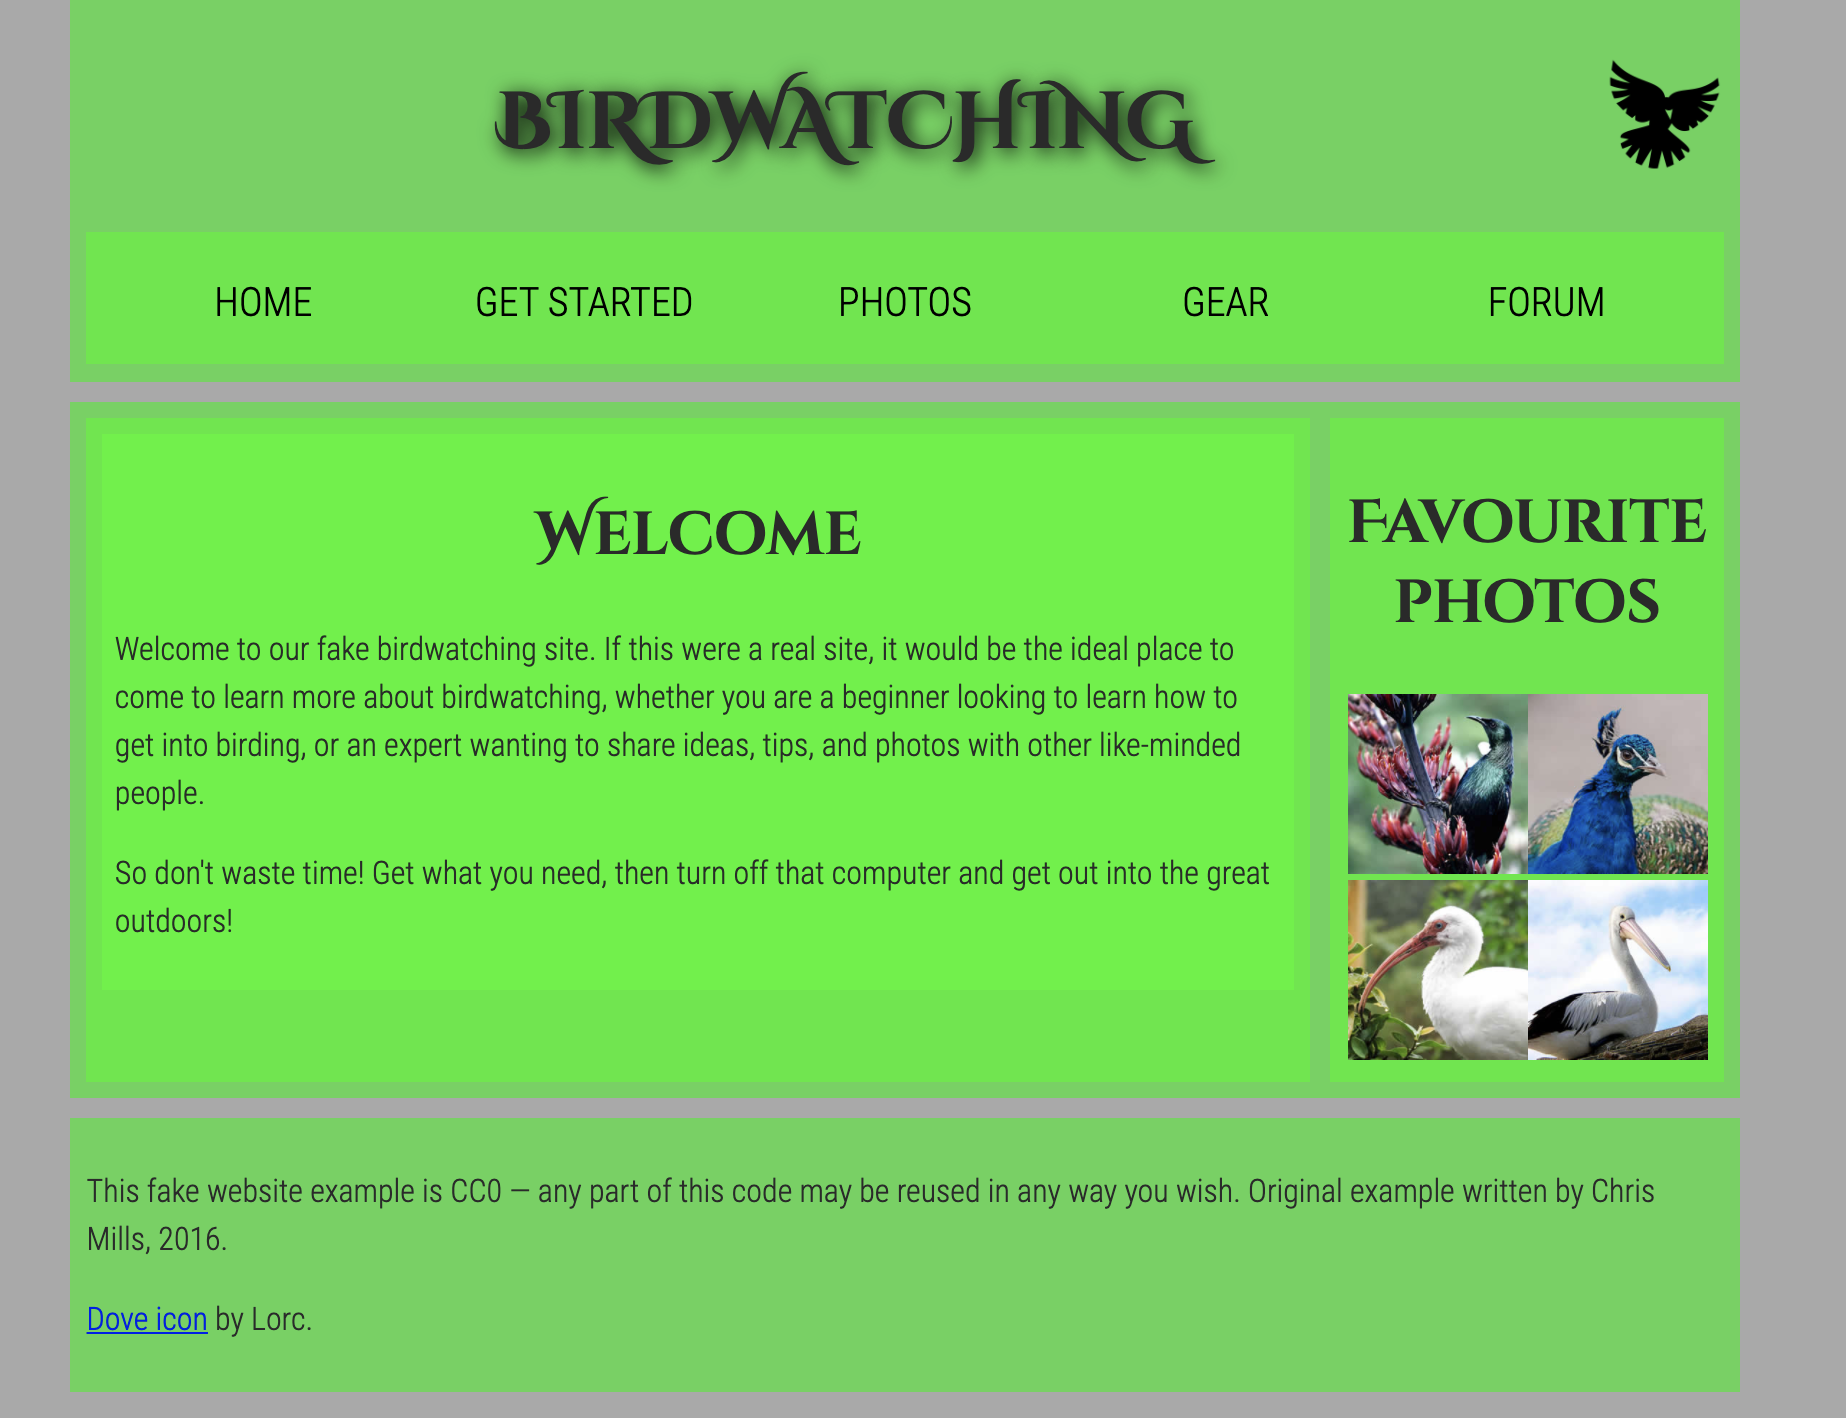 BIRDWATCHING
HOME
GET STARTED
PHOTOS
GEAR
FORUM
Welcome
Welcome to our fake birdwatching site. If this were a real site, it would be the ideal place to
come to learn more about birdwatching, whether you are a beginner looking to learn how to
get into birding, or an expert wanting to share ideas, tips, and photos with other like-minded
people.
So don't waste time! Get what you need, then turn off that computer and get out into the great
outdoors!
Favourite
photos
This fake website example is CC0 — any part of this code may be reused in any way you wish. Original example written by Chris
Mills, 2016.
Dove icon by Lorc.